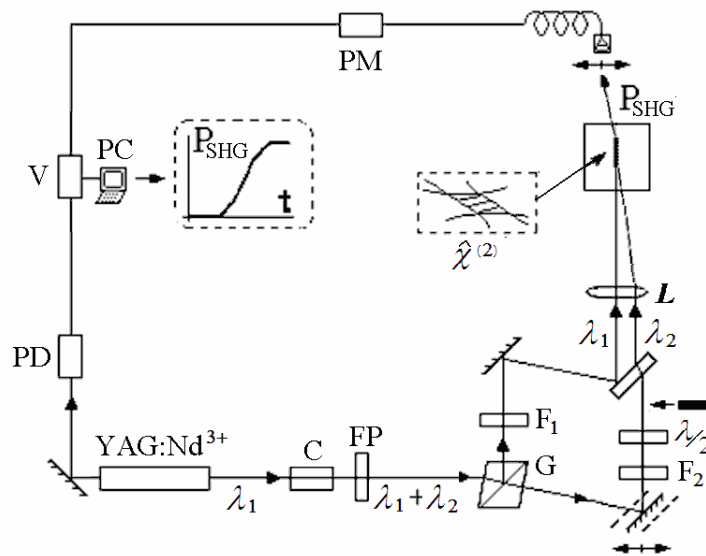 PM
P_SHG
PC
P_SHG
V
t
χ̂⁽²⁾
L
λ₁
λ₂
PD
F₁
YAG:Nd³⁺
C
FP
G
λ/2
F₂
λ₁
λ₁+λ₂